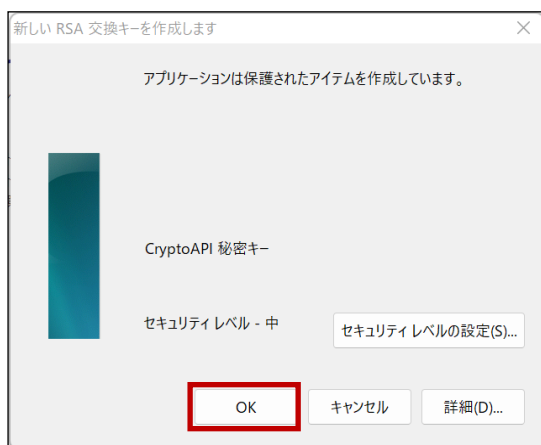 新しい RSA 交換キーを作成します
アプリケーションは保護されたアイテムを作成しています。
CryptoAPI 秘密キー
セキュリティ レベル - 中
セキュリティ レベルの設定(S)...
OK
キャンセル
詳細(D)...